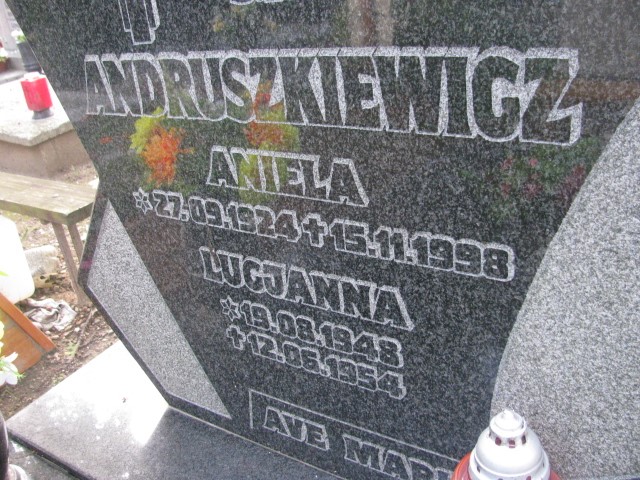 ANDRUSZKIEWICZ
ANIELA
*27.09.1924 ✝15.11.1998
LUCJANNA
*19.08.1948
✝12.06.1954
AVE